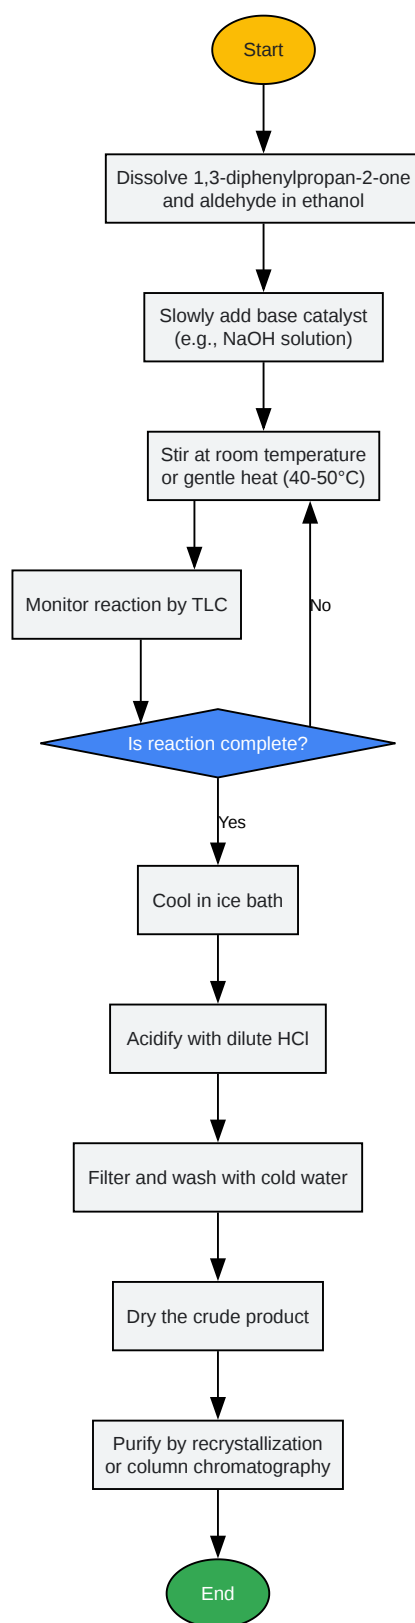 Start
Dissolve 1,3-diphenylpropan-2-one
and aldehyde in ethanol
Slowly add base catalyst
(e.g., NaOH solution)
Stir at room temperature
or gentle heat (40-50°C)
Monitor reaction by TLC
No
Is reaction complete?
Yes
Cool in ice bath
Acidify with dilute HCl
Filter and wash with cold water
Dry the crude product
Purify by recrystallization
or column chromatography
End